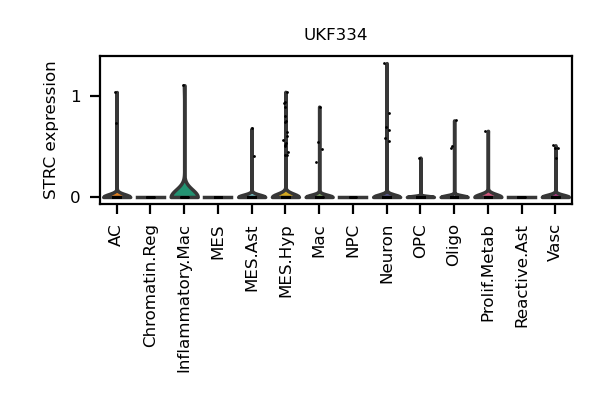 UKF334
STRC expression
1
0
AC
Chromatin.Reg
Inflammatory.Mac
MES
MES.Ast
MES.Hyp
Mac
NPC
Neuron
OPC
Oligo
Prolif.Metab
Reactive.Ast
Vasc